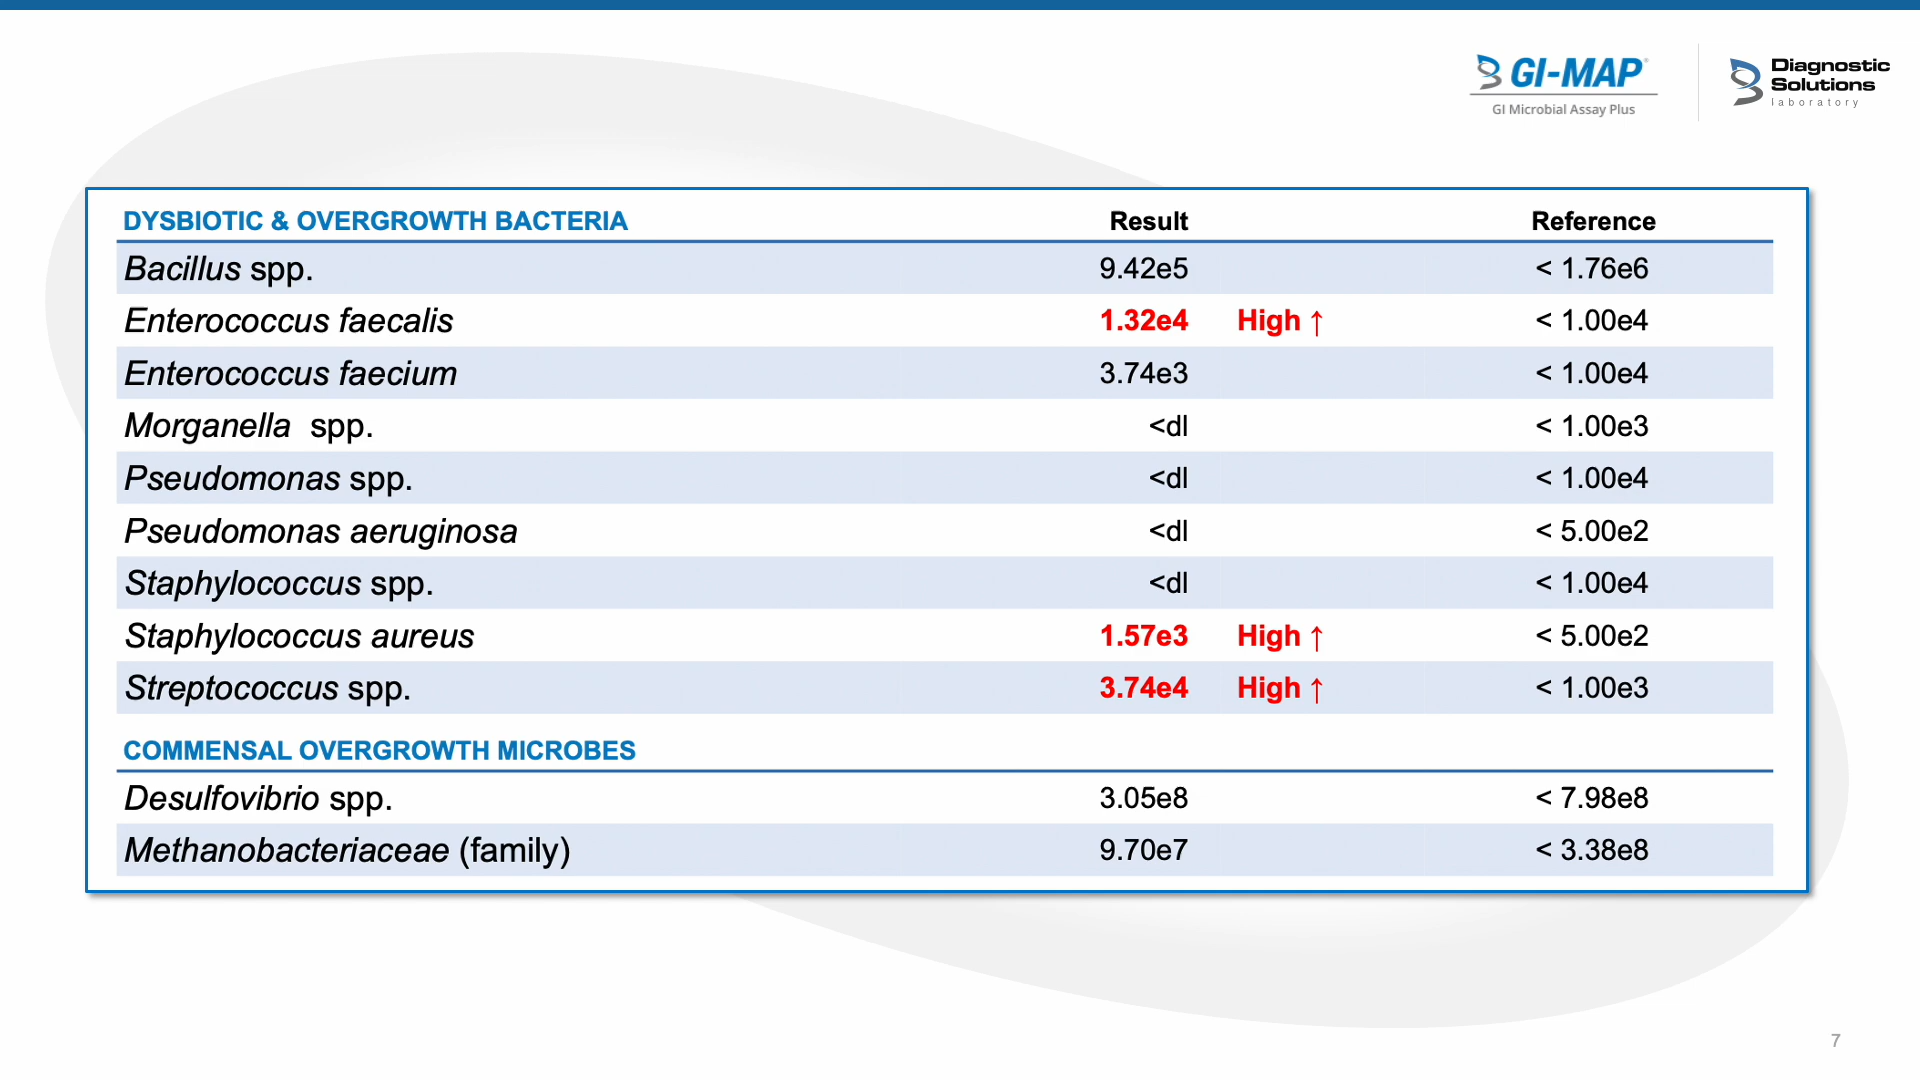 GI-MAP®
GI Microbial Assay Plus
Diagnostic
Solutions
laboratory
DYSBIOTIC & OVERGROWTH BACTERIA Result Reference
Bacillus spp. 9.42e5 < 1.76e6
Enterococcus faecalis 1.32e4 High ↑ < 1.00e4
Enterococcus faecium 3.74e3 < 1.00e4
Morganella spp. <dl < 1.00e3
Pseudomonas spp. <dl < 1.00e4
Pseudomonas aeruginosa <dl < 5.00e2
Staphylococcus spp. <dl < 1.00e4
Staphylococcus aureus 1.57e3 High ↑ < 5.00e2
Streptococcus spp. 3.74e4 High ↑ < 1.00e3
COMMENSAL OVERGROWTH MICROBES
Desulfovibrio spp. 3.05e8 < 7.98e8
Methanobacteriaceae (family) 9.70e7 < 3.38e8
7